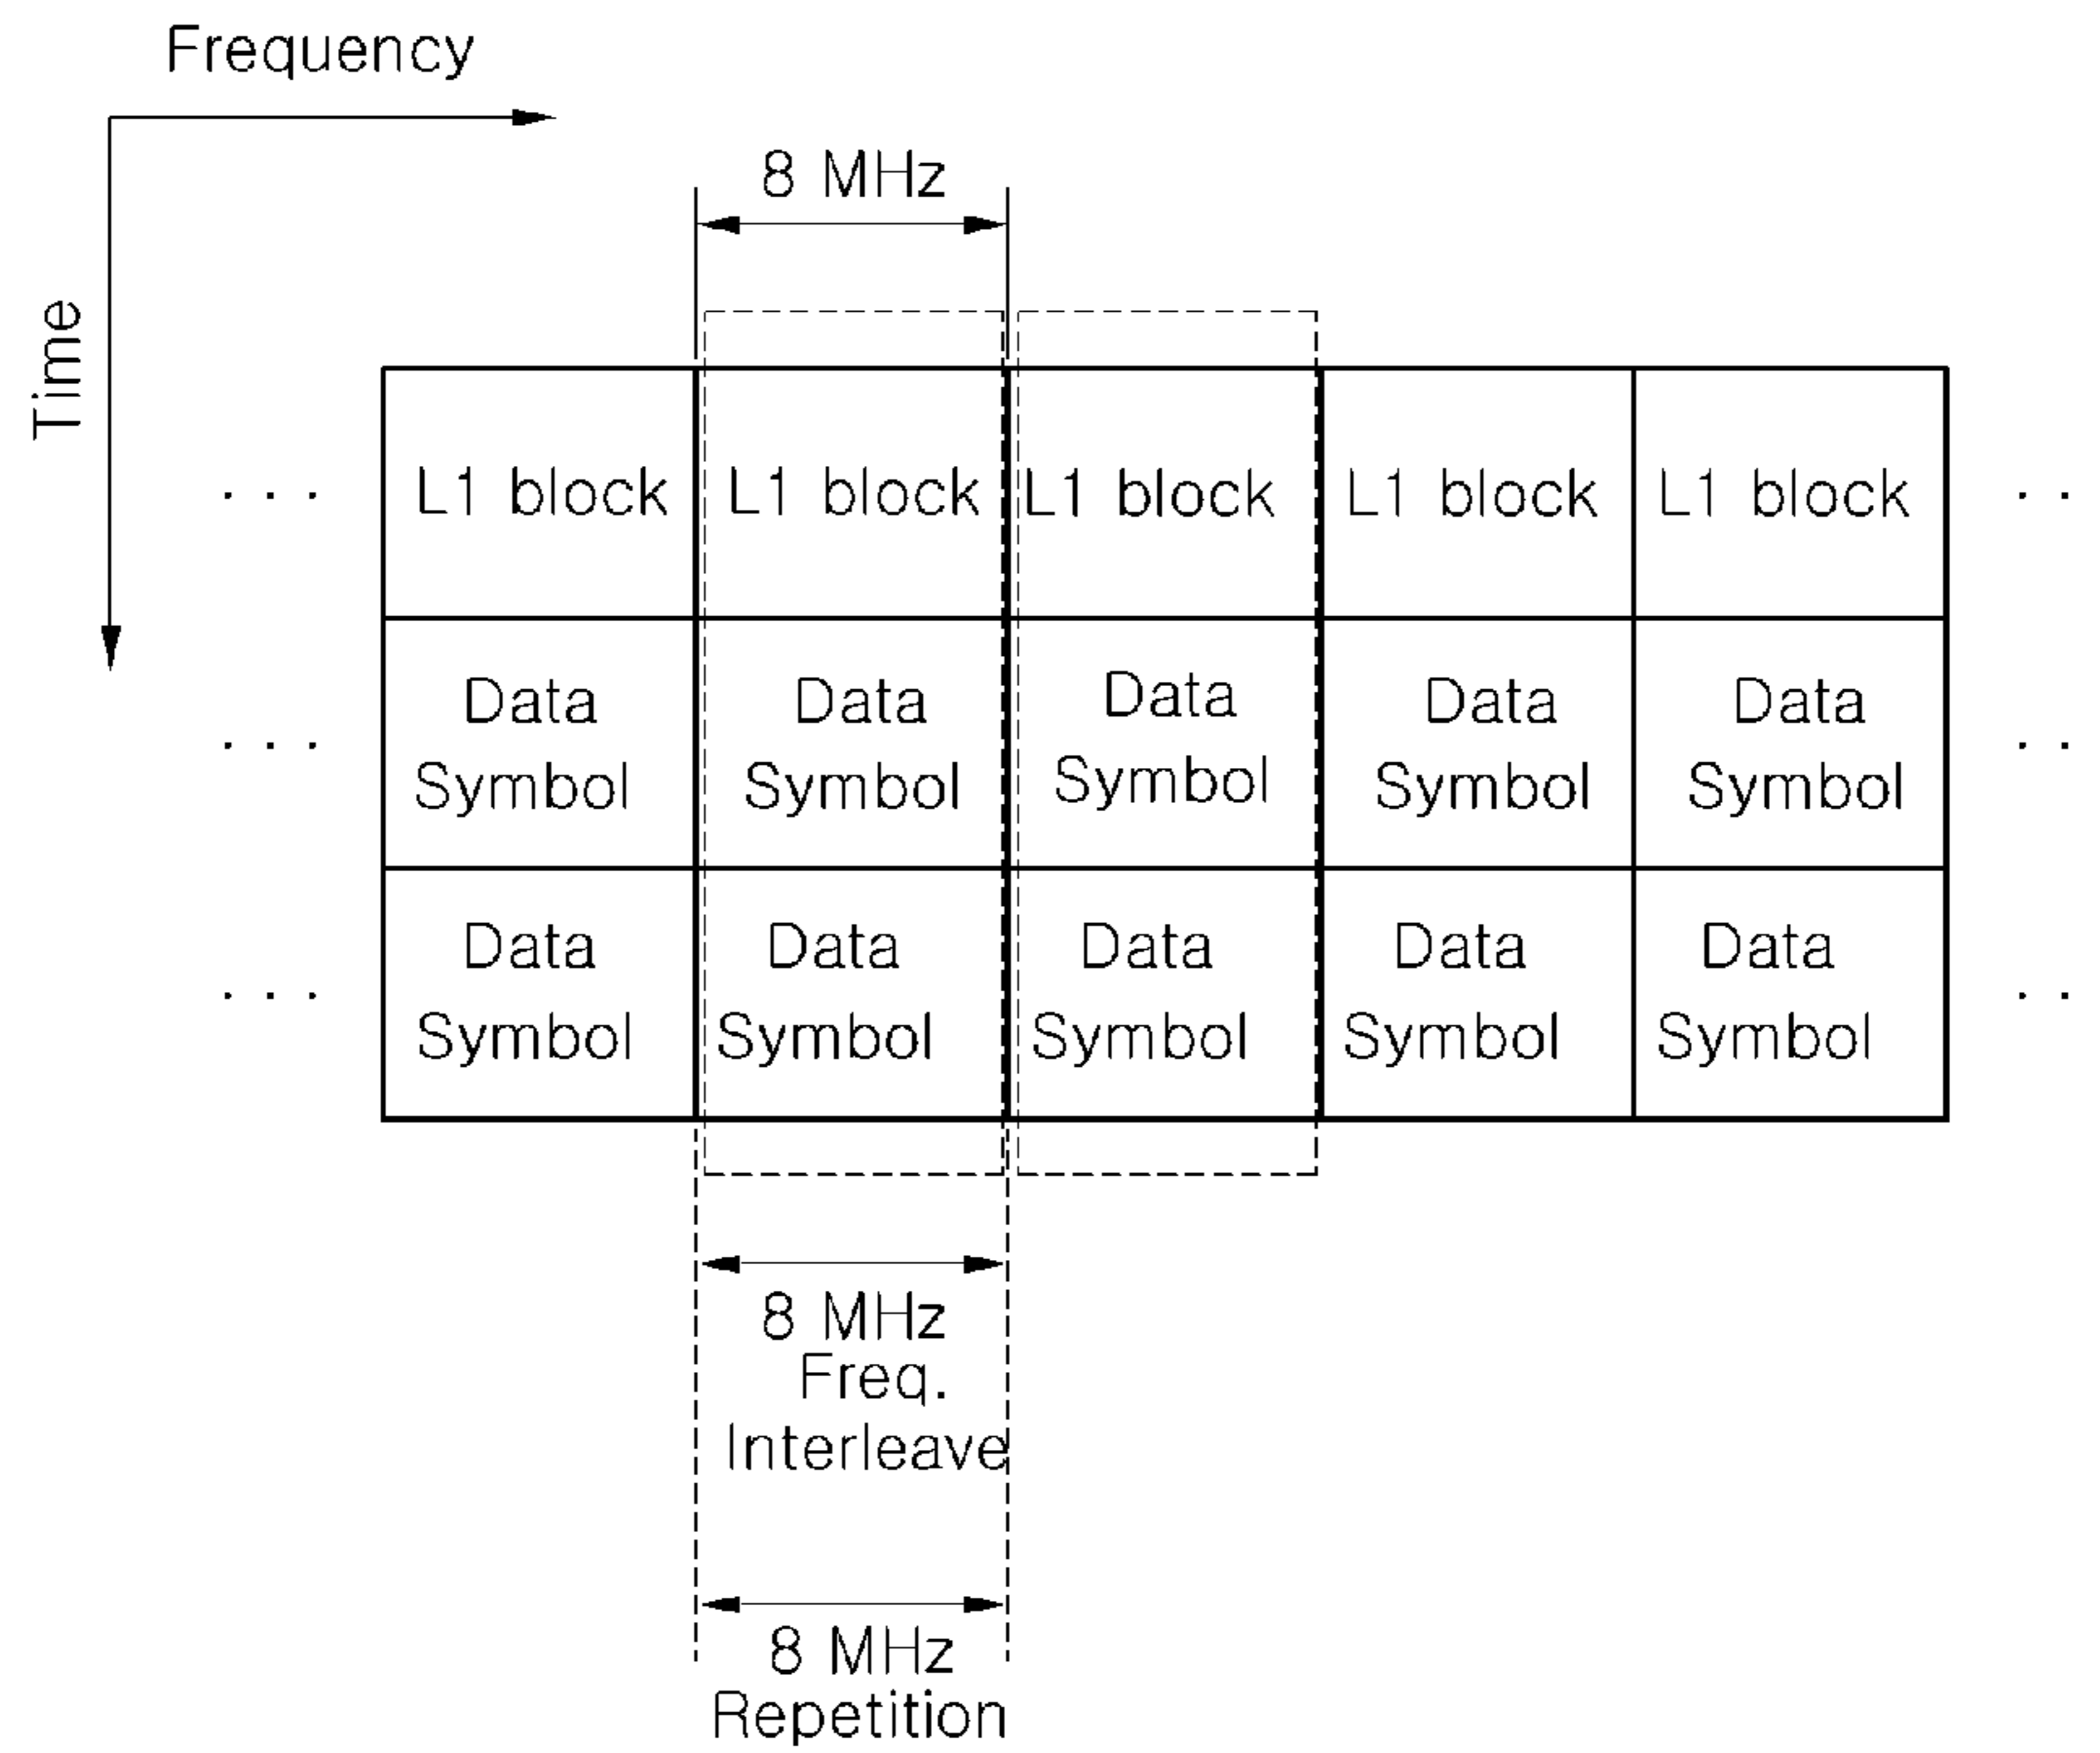 Frequency
8 MHz
Time
... L1 block L1 block L1 block L1 block L1 block ..
Data Data Data Data Data
... Symbol Symbol Symbol Symbol Symbol ..
Data Data Data Data Data
... Symbol Symbol Symbol Symbol Symbol ..
8 MHz
Freq.
Interleave
8 MHz
Repetition